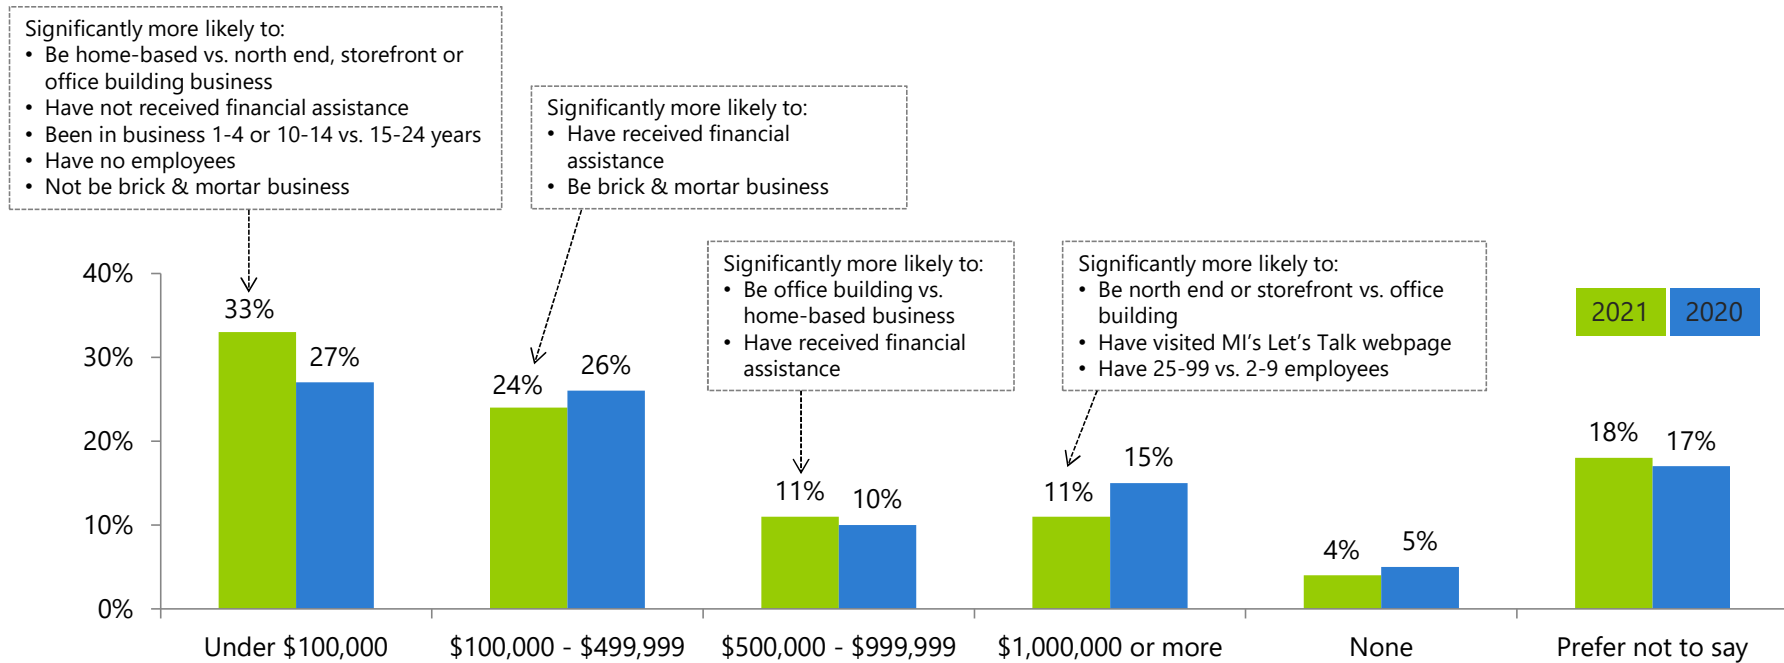 Significantly more likely to:
• Be home-based vs. north end, storefront or
office building business
• Have not received financial assistance
• Been in business 1-4 or 10-14 vs. 15-24 years
• Have no employees
• Not be brick & mortar business
Significantly more likely to:
• Have received financial
assistance
• Be brick & mortar business
Significantly more likely to:
• Be office building vs.
home-based business
• Have received financial
assistance
Significantly more likely to:
• Be north end or storefront vs. office
building
• Have visited MI’s Let’s Talk webpage
• Have 25-99 vs. 2-9 employees
2021 2020
40%
30%
20%
10%
0%
33% 27%
24% 26%
11% 10%
11% 15%
4% 5%
18% 17%
Under $100,000 $100,000 - $499,999 $500,000 - $999,999 $1,000,000 or more None Prefer not to say